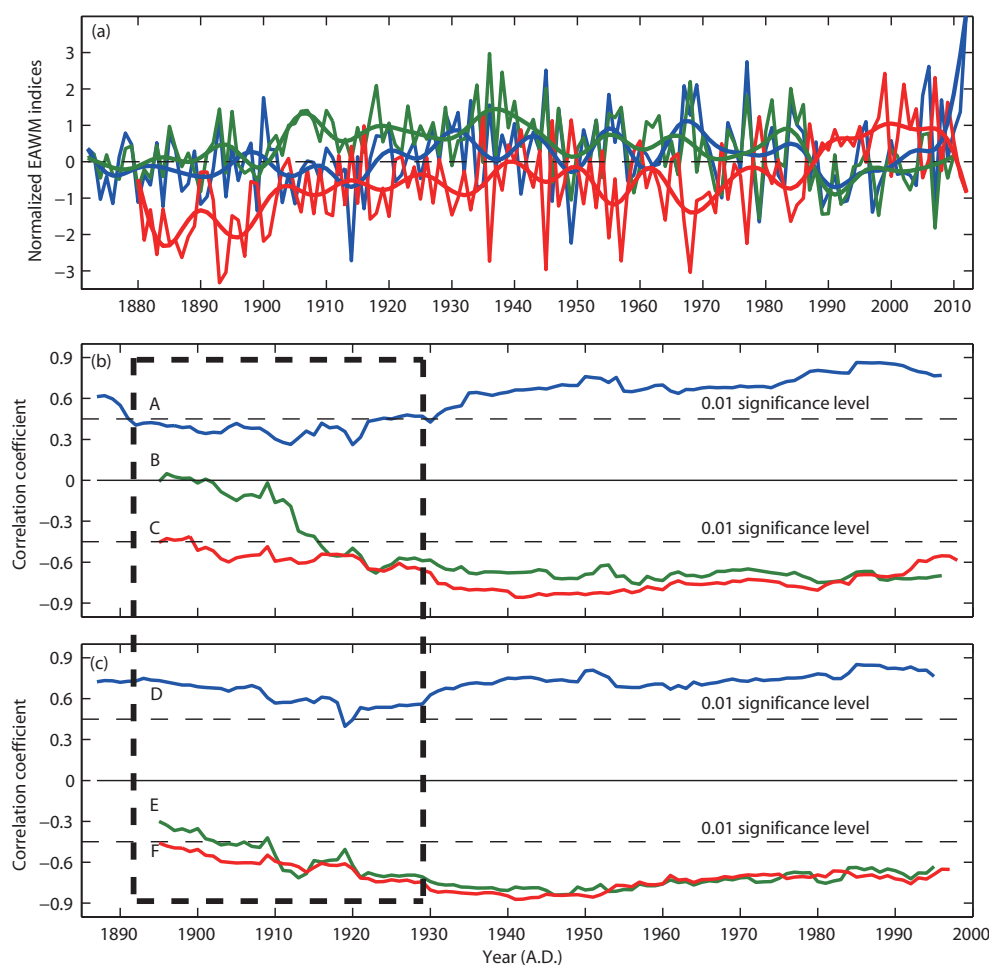 (a)
Normalized EAWM indices
3
2
1
0
−1
−2
−3
1880 1890 1900 1910 1920 1930 1940 1950 1960 1970 1980 1990 2000 2010
(b)
Correlation coefficient
0.9
0.6
0.3
0
−0.3
−0.6
−0.9
A
0.01 significance level
B
C
0.01 significance level
(c)
Correlation coefficient
0.9
0.6
0.3
0
−0.3
−0.6
−0.9
D
0.01 significance level
E
0.01 significance level
F
1890 1900 1910 1920 1930 1940 1950 1960 1970 1980 1990 2000
Year (A.D.)